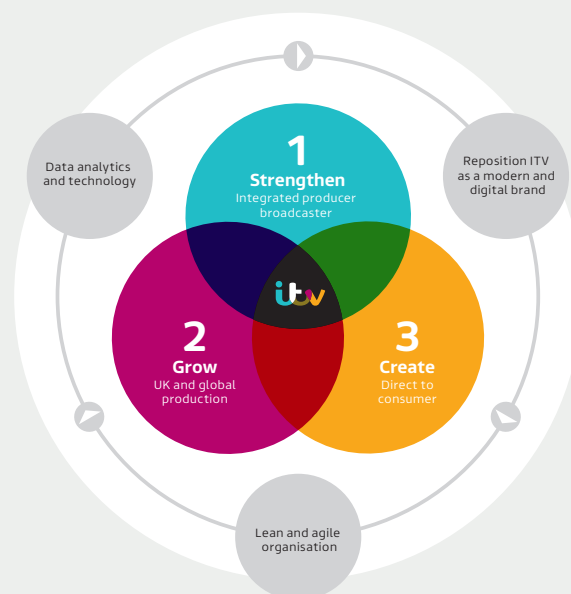 1
Strengthen
Integrated producer
broadcaster
Data analytics
and technology
Reposition ITV
as a modern and
digital brand
itv
2
Grow
UK and global
production
3
Create
Direct to
consumer
Lean and agile
organisation